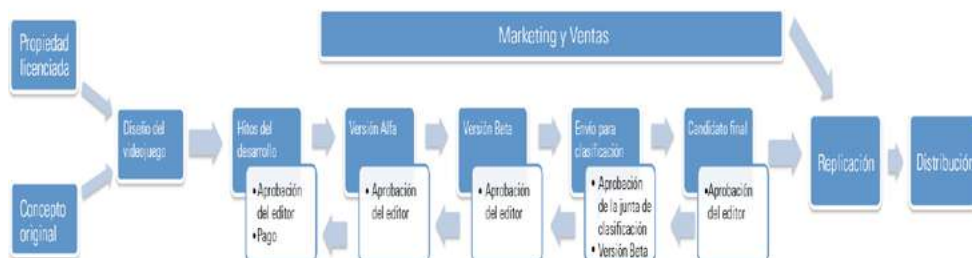 Propiedad
licenciada
Concepto
original
Marketing y Ventas
Diseño del
videojuego
Hitos del
desarrollo
• Aprobación
del editor
• Pago
Versión Alfa
• Aprobación
del editor
Versión Beta
• Aprobación
del editor
Envío para
clasificación
• Aprobación
de la junta de
clasificación
• Versión Beta
Candidato final
• Aprobación
del editor
Replicación
Distribución